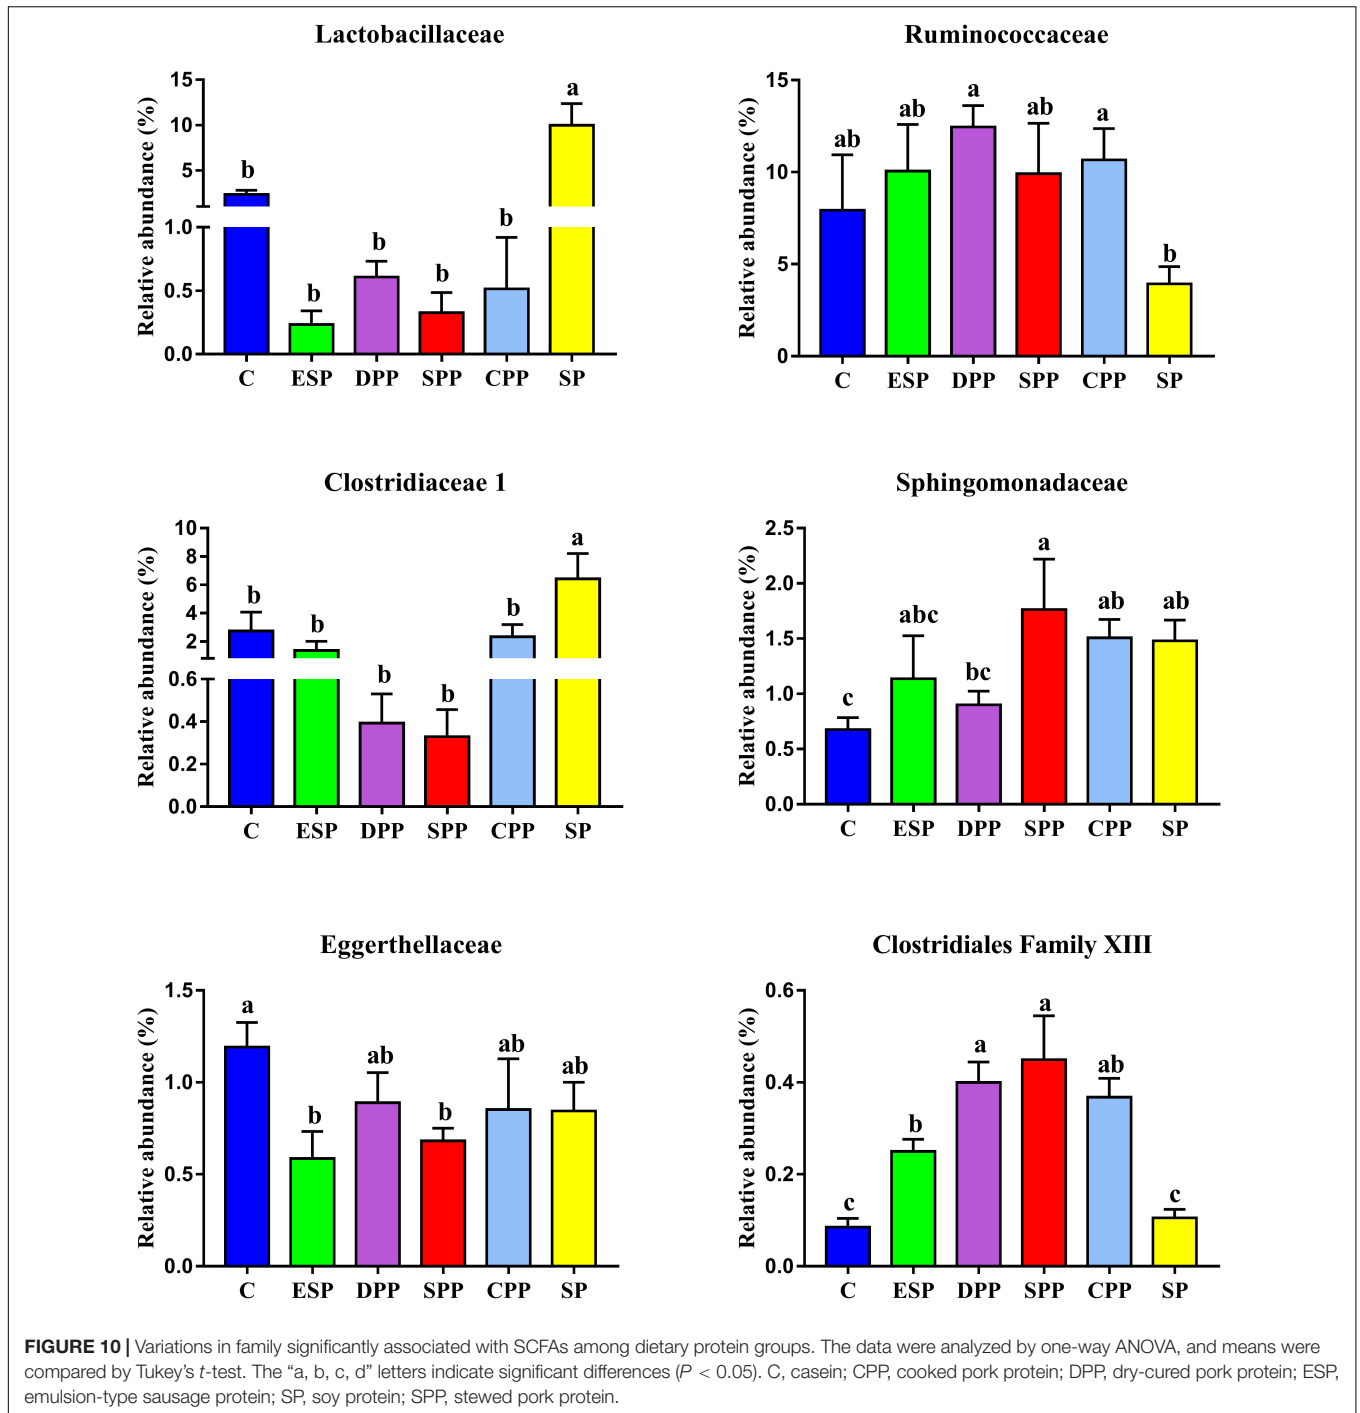 Lactobacillaceae
Relative abundance (%)
15
10
5
1.0
0.5
0.0
b
b
b
b
b
a
C ESP DPP SPP CPP SP
Ruminococcaceae
Relative abundance (%)
15
10
5
0
ab
ab
a
ab
a
b
C ESP DPP SPP CPP SP
Clostridiaceae 1
Relative abundance (%)
10
8
6
4
2
0.6
0.4
0.2
0.0
b
b
b
b
b
a
C ESP DPP SPP CPP SP
Sphingomonadaceae
Relative abundance (%)
2.5
2.0
1.5
1.0
0.5
0.0
c
abc
bc
a
ab
ab
C ESP DPP SPP CPP SP
Eggerthellaceae
Relative abundance (%)
1.5
1.0
0.5
0.0
a
b
ab
b
ab
ab
C ESP DPP SPP CPP SP
Clostridiales Family XIII
Relative abundance (%)
0.6
0.4
0.2
0.0
c
b
a
a
ab
c
C ESP DPP SPP CPP SP
FIGURE 10 | Variations in family significantly associated with SCFAs among dietary protein groups. The data were analyzed by one-way ANOVA, and means were
compared by Tukey's t-test. The “a, b, c, d” letters indicate significant differences (P < 0.05). C, casein; CPP, cooked pork protein; DPP, dry-cured pork protein; ESP,
emulsion-type sausage protein; SP, soy protein; SPP, stewed pork protein.